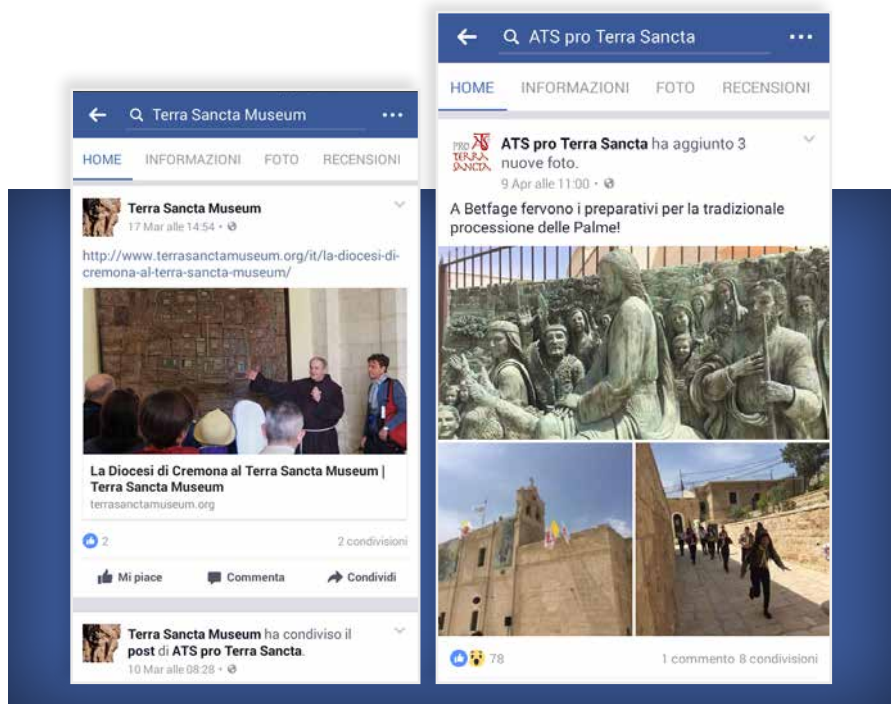 Terra Sancta Museum
HOME INFORMAZIONI FOTO RECENSIONI
Terra Sancta Museum
17 Mar alle 14:54
http://www.terrasanctamuseum.org/it/la-diocesi-di-
cremona-al-terra-sancta-museum/
La Diocesi di Cremona al Terra Sancta Museum |
Terra Sancta Museum
terrasanctamuseum.org
2 2 condivisioni
Mi piace Commenta Condividi
Terra Sancta Museum ha condiviso il
post di ATS pro Terra Sancta.
10 Mar alle 08:28
ATS pro Terra Sancta
HOME INFORMAZIONI FOTO RECENSIONI
PRO
TERRA
SANCTA
ATS pro Terra Sancta ha aggiunto 3
nuove foto.
9 Apr alle 11:00
A Betfage fervono i preparativi per la tradizionale
processione delle Palme!
78 1 commento 8 condivisioni